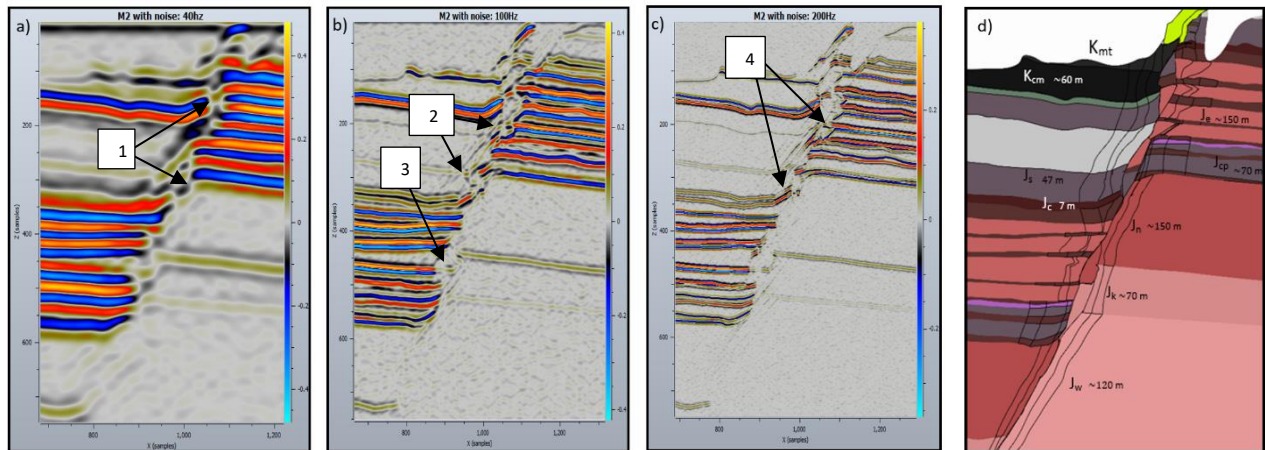 a)
M2 with noise: 40hz
0.4
0.2
0
-0.2
-0.4
200
400
600
Z (samples)
800
1,000
1,200
X (samples)
1
b)
M2 with noise: 100Hz
0.4
0.2
0
-0.2
-0.4
200
400
600
Z (samples)
800
1,000
1,200
X (samples)
2
3
c)
M2 with noise: 200Hz
0.2
0
-0.2
200
400
600
Z (samples)
800
1,000
1,200
X (samples)
4
d)
Kmt
Kcm ~60 m
Je ~150 m
Jcp ~70 m
Js 47 m
Jc 7 m
Jn ~150 m
Jk ~70 m
Jw ~120 m